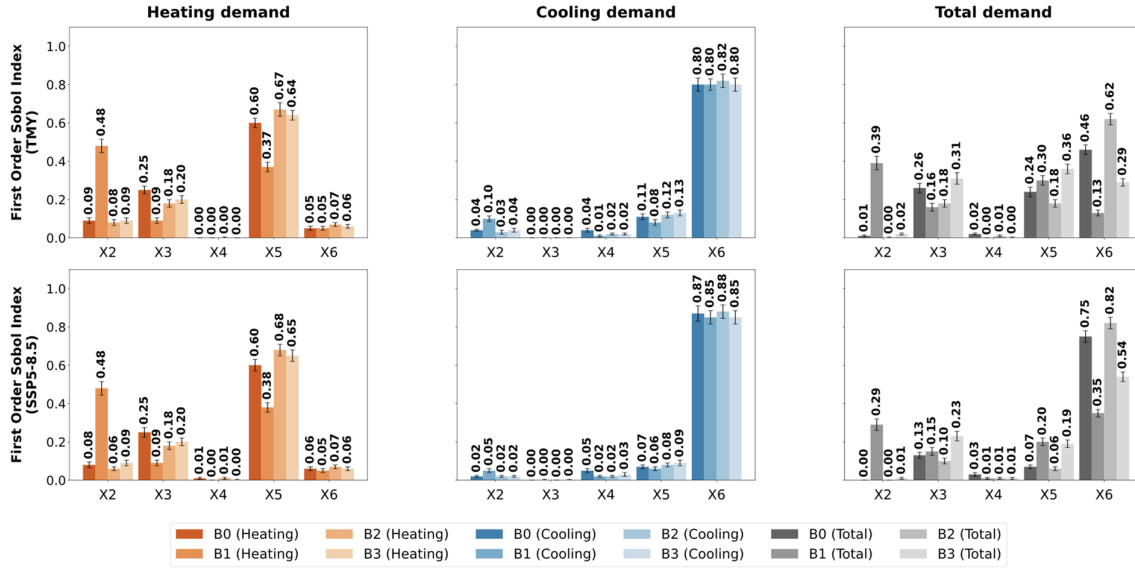 Heating demand
Cooling demand
Total demand
First Order Sobol Index
(TMY)
1.0
0.8
0.6
0.4
0.2
0.0
0.09 0.48 0.08 0.09
0.25 0.09 0.18 0.20
0.00 0.00 0.00 0.00
0.60 0.37 0.67 0.64
0.05 0.05 0.07 0.06
X2 X3 X4 X5 X6
0.04 0.10 0.03 0.04
0.00 0.00 0.00 0.00
0.04 0.01 0.02 0.02
0.11 0.08 0.12 0.13
0.80 0.80 0.82 0.80
X2 X3 X4 X5 X6
0.01 0.39 0.00 0.02
0.26 0.16 0.18 0.31
0.02 0.00 0.01 0.00
0.24 0.30 0.18 0.36
0.46 0.13 0.62 0.29
X2 X3 X4 X5 X6
First Order Sobol Index
(SSP5-8.5)
1.0
0.8
0.6
0.4
0.2
0.0
0.08 0.48 0.06 0.09
0.25 0.09 0.18 0.20
0.01 0.00 0.01 0.00
0.60 0.38 0.68 0.65
0.06 0.05 0.07 0.06
X2 X3 X4 X5 X6
0.02 0.05 0.02 0.02
0.00 0.00 0.00 0.00
0.05 0.02 0.02 0.03
0.07 0.06 0.08 0.09
0.87 0.85 0.88 0.85
X2 X3 X4 X5 X6
0.00 0.29 0.00 0.01
0.13 0.15 0.10 0.23
0.03 0.01 0.01 0.01
0.07 0.20 0.06 0.19
0.75 0.35 0.82 0.54
X2 X3 X4 X5 X6
B0 (Heating) B2 (Heating) B0 (Cooling) B2 (Cooling) B0 (Total) B2 (Total)
B1 (Heating) B3 (Heating) B1 (Cooling) B3 (Cooling) B1 (Total) B3 (Total)